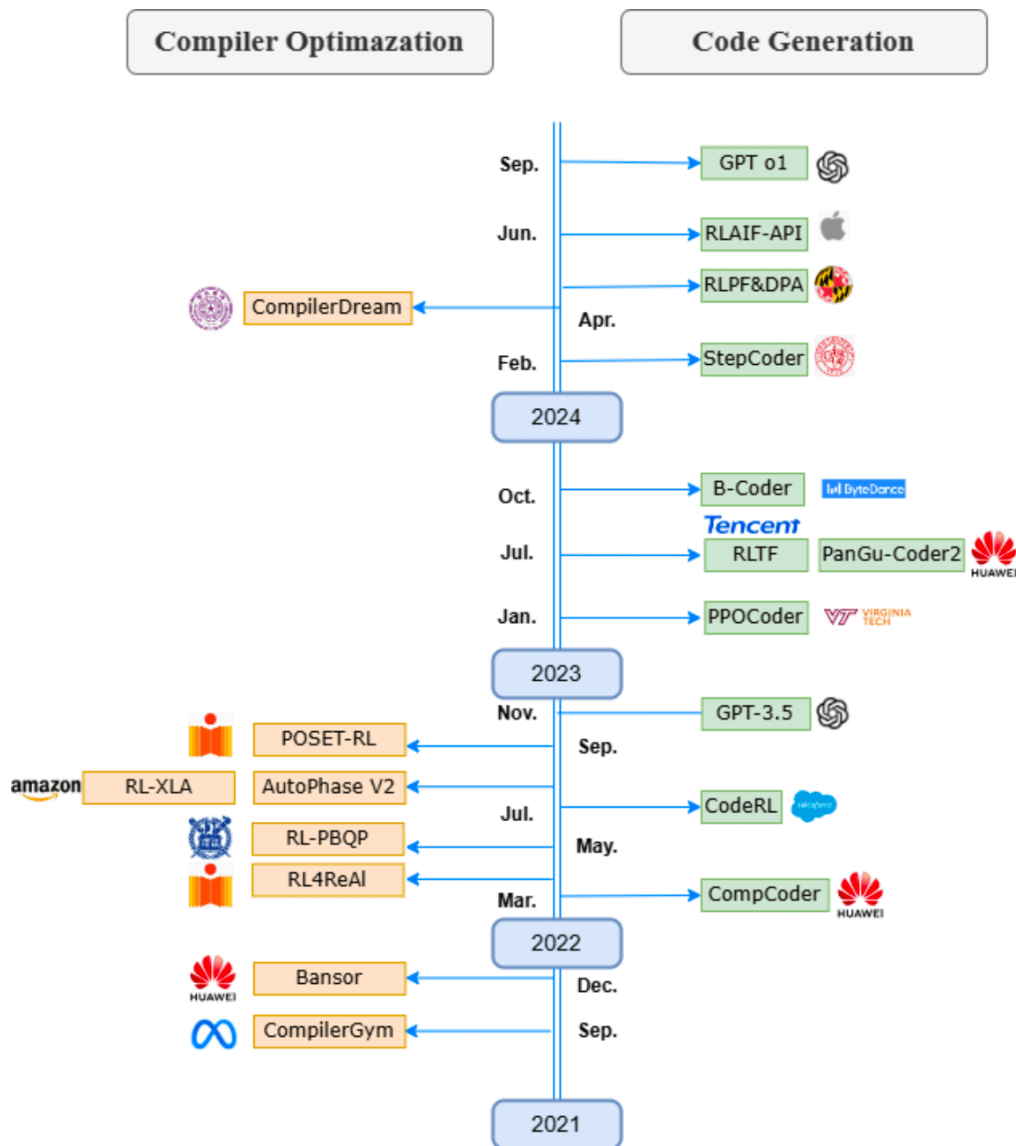 Compiler Optimazation
Code Generation
Sep.
GPT o1
Jun.
RLAIF-API
RLPF&DPA
CompilerDream
Apr.
Feb.
StepCoder
2024
Oct.
B-Coder
ByteDance
Tencent
Jul.
RLTF
PanGu-Coder2
HUAWEI
Jan.
PPOCoder
VIRGINIA
TECH
2023
Nov.
GPT-3.5
POSET-RL
Sep.
amazon
RL-XLA
AutoPhase V2
Jul.
CodeRL
salesforce
RL-PBQP
May.
RL4ReAl
Mar.
CompCoder
HUAWEI
2022
HUAWEI
Bansor
Dec.
CompilerGym
Sep.
2021